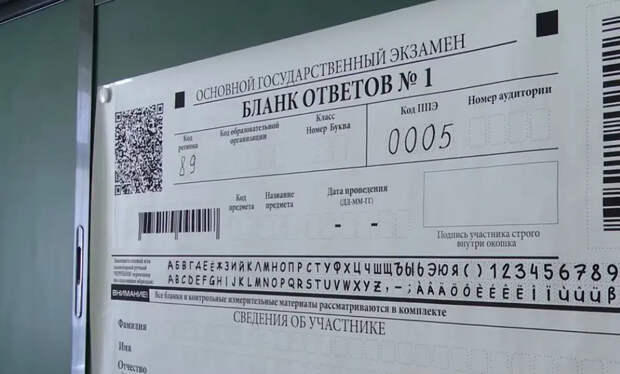 ОСНОВНОЙ ГОСУДАРСТВЕННЫЙ ЭКЗАМЕН
БЛАНК ОТВЕТОВ № 1
Код региона
Код образовательной организации
Класс
Номер Буква
Код ППЭ
Номер аудитории
89
0005
Код предмета
Название предмета
Дата проведения
(ДД-ММ-ГГ)
Подпись участника строго внутри окошка
АБВГДЕЁЖЗИЙКЛМНОПРСТУФХЦЧШЩЪЫЬЭЮЯ()123456789
ABCDEFGHIJKLMNOPQRSTUVWXYZ,-;
ВНИМАНИЕ!
Все бланки и контрольные измерительные материалы рассматриваются в комплекте
СВЕДЕНИЯ ОБ УЧАСТНИКЕ
Фамилия
Имя
Отчество